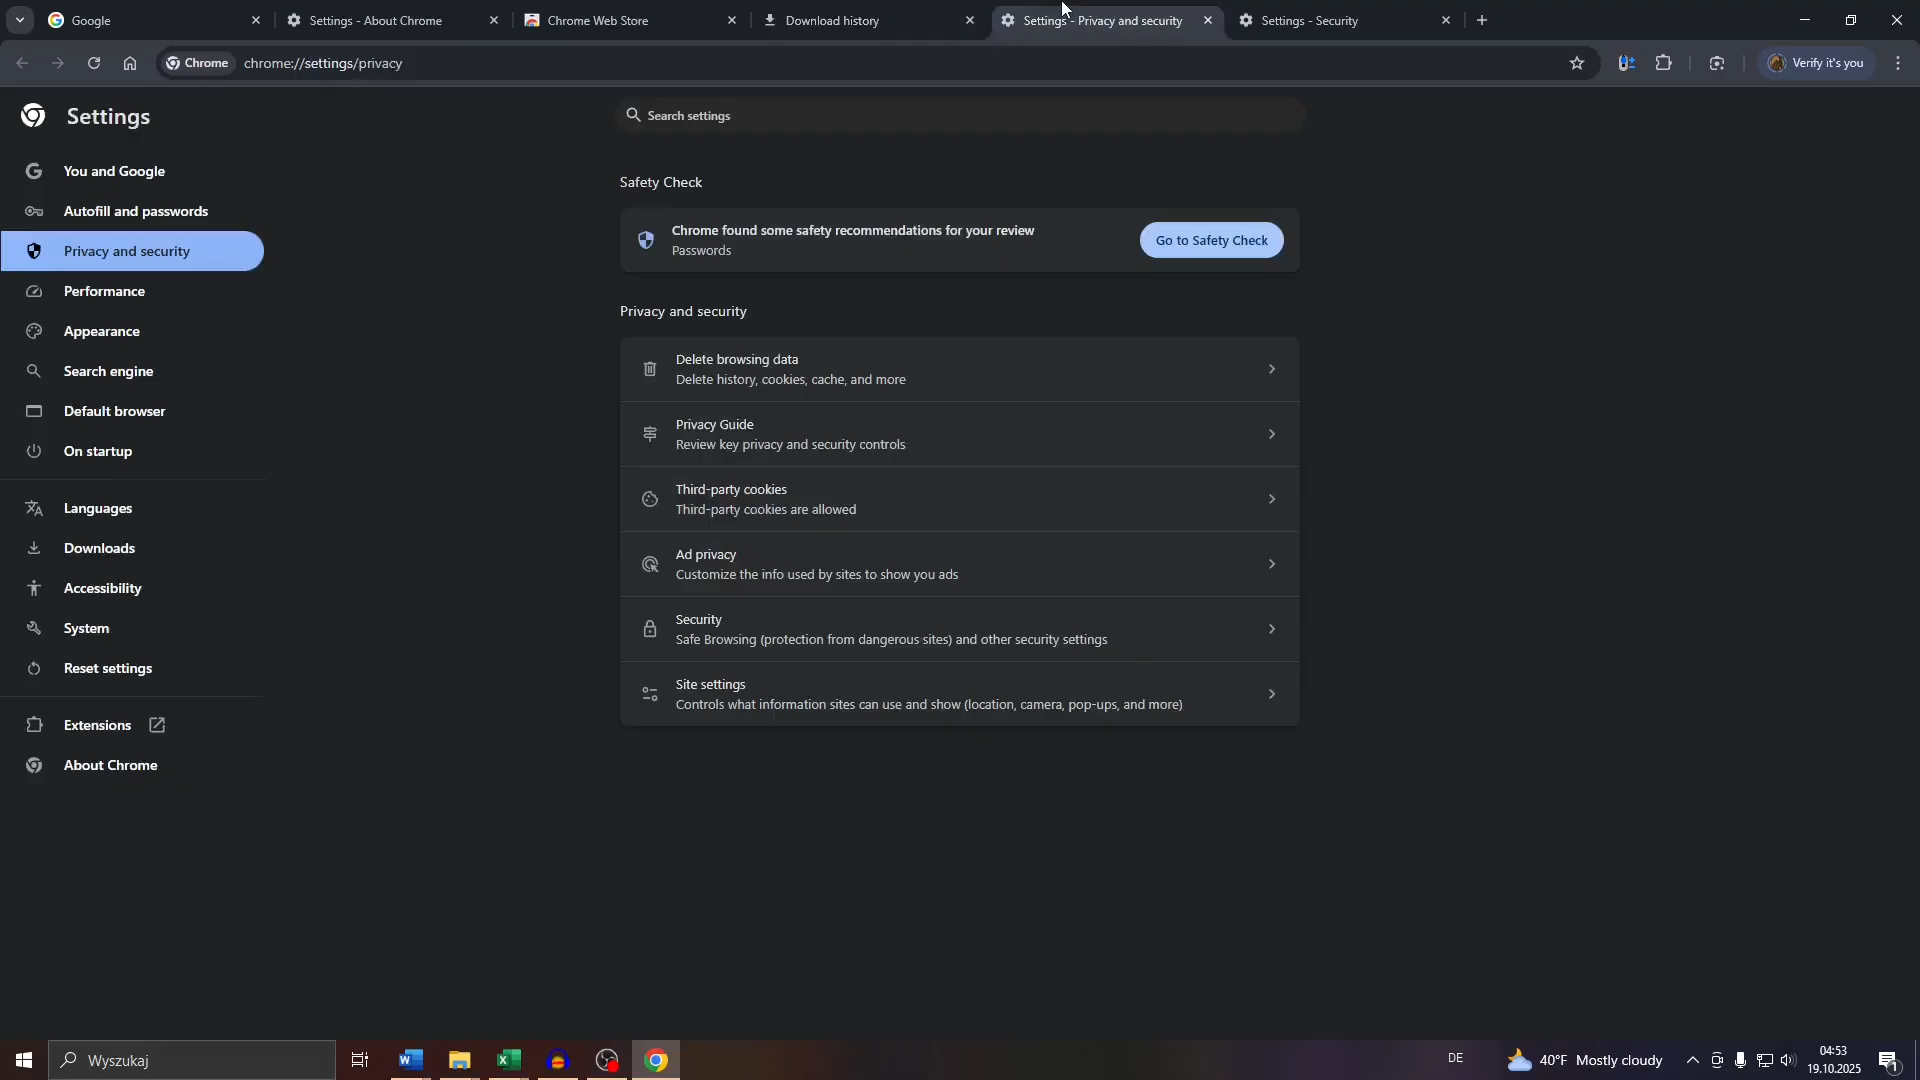 Google
Settings - About Chrome
Chrome Web Store
Download history
Settings - Privacy and security
Settings - Security
Chrome
chrome://settings/privacy
Verify it's you
Settings
Search settings
You and Google
Autofill and passwords
Privacy and security
Performance
Appearance
Search engine
Default browser
On startup
Languages
Downloads
Accessibility
System
Reset settings
Extensions
About Chrome
Safety Check
Chrome found some safety recommendations for your review
Passwords
Go to Safety Check
Privacy and security
Delete browsing data
Delete history, cookies, cache, and more
Privacy Guide
Review key privacy and security controls
Third-party cookies
Third-party cookies are allowed
Ad privacy
Customize the info used by sites to show you ads
Security
Safe Browsing (protection from dangerous sites) and other security settings
Site settings
Controls what information sites can use and show (location, camera, pop-ups, and more)
Wyszukaj
DE
40°F Mostly cloudy
04:53
19.10.2025
1